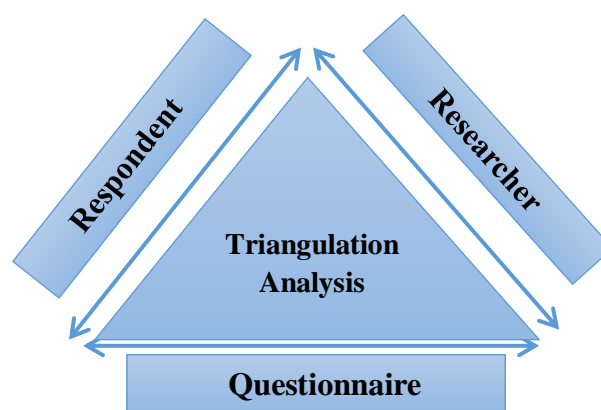 Respondent
Researcher
Triangulation
Analysis
Questionnaire